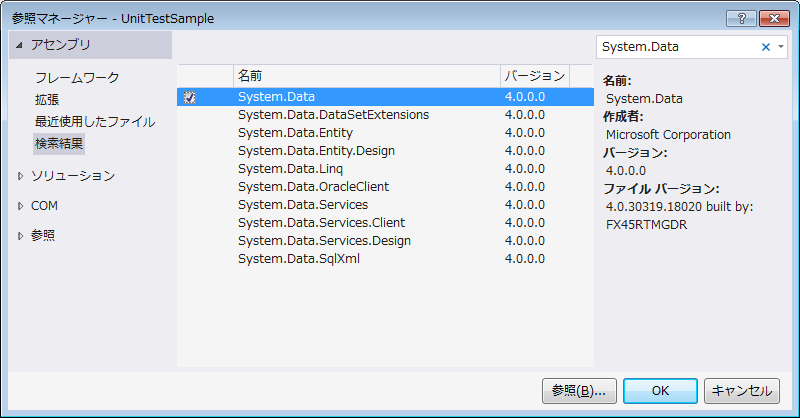 参照マネージャー - UnitTestSample
アセンブリ
フレームワーク
拡張
最近使用したファイル
検索結果
ソリューション
COM
参照
名前 バージョン
System.Data 4.0.0.0
System.Data.DataSetExtensions 4.0.0.0
System.Data.Entity 4.0.0.0
System.Data.Entity.Design 4.0.0.0
System.Data.Linq 4.0.0.0
System.Data.OracleClient 4.0.0.0
System.Data.Services 4.0.0.0
System.Data.Services.Client 4.0.0.0
System.Data.Services.Design 4.0.0.0
System.Data.SqlXml 4.0.0.0
System.Data
名前:
System.Data
作成者:
Microsoft Corporation
バージョン:
4.0.0.0
ファイル バージョン:
4.0.30319.18020 built by:
FX45RTMGDR
参照(B)... OK キャンセル